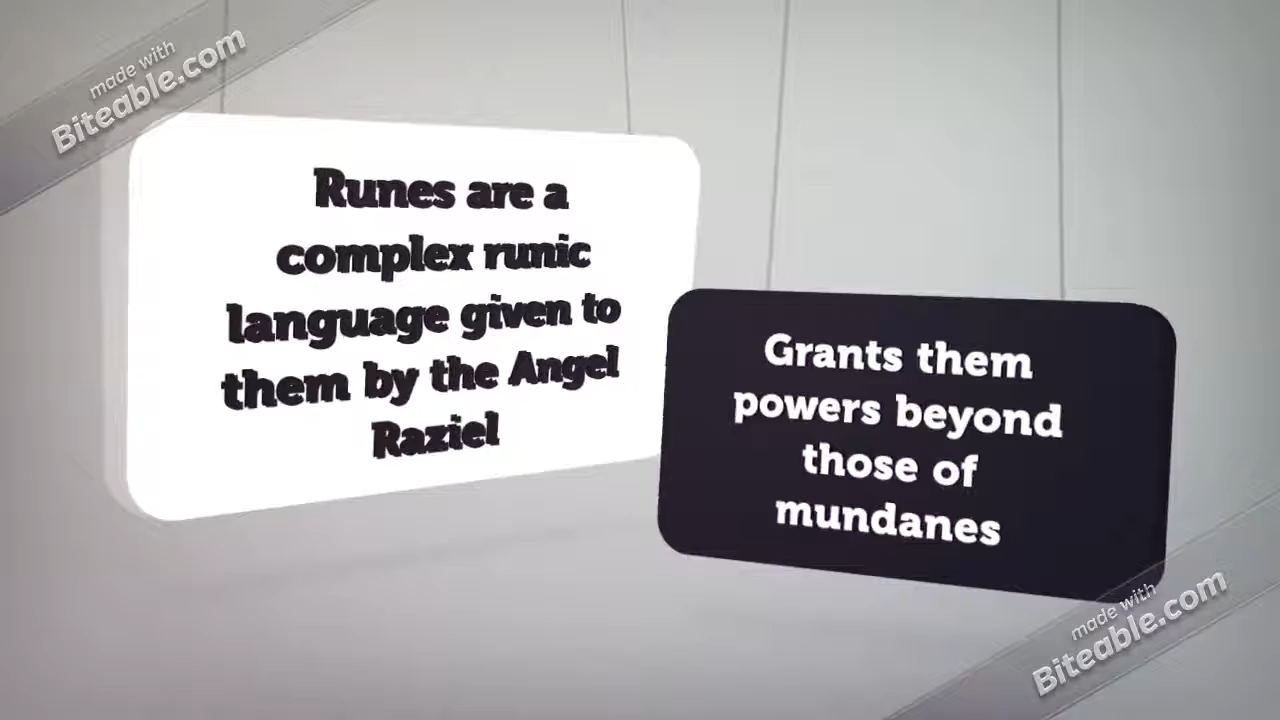 made with
Biteable.com
Runes are a
complex runic
language given to
them by the Angel
Raziel
Grants them
powers beyond
those of
mundanes
made with
Biteable.com